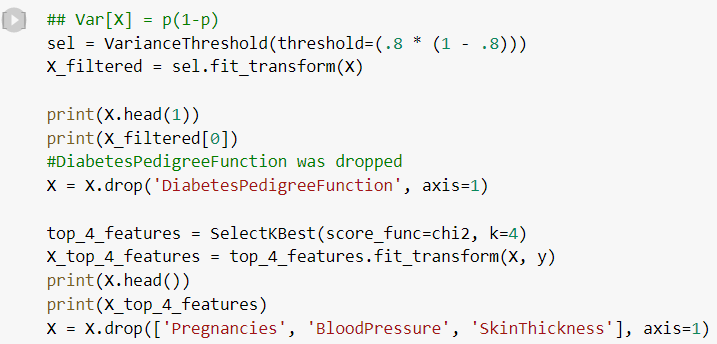 ## Var[X] = p(1-p)
sel = VarianceThreshold(threshold=(.8 * (1 - .8)))
X_filtered = sel.fit_transform(X)

print(X.head(1))
print(X_filtered[0])
#DiabetesPedigreeFunction was dropped
X = X.drop('DiabetesPedigreeFunction', axis=1)

top_4_features = SelectKBest(score_func=chi2, k=4)
X_top_4_features = top_4_features.fit_transform(X, y)
print(X.head())
print(X_top_4_features)
X = X.drop(['Pregnancies', 'BloodPressure', 'SkinThickness'], axis=1)